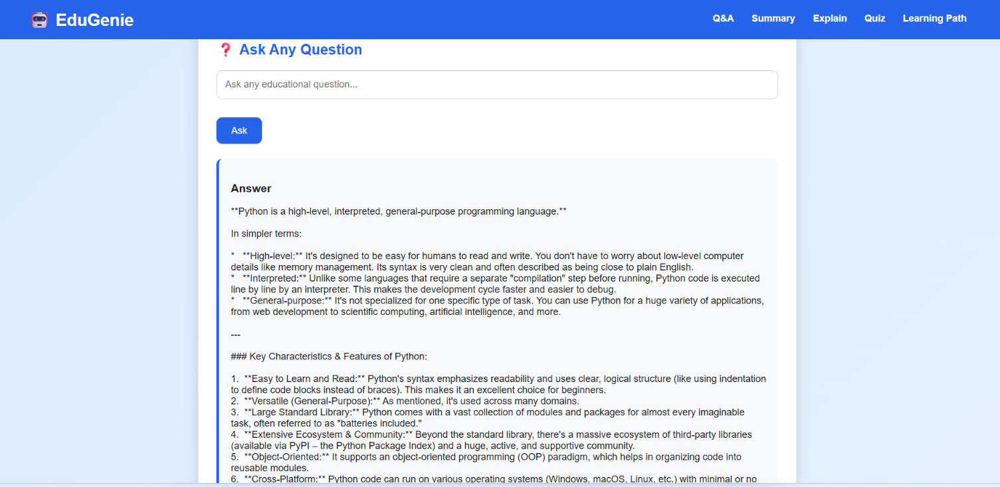 EduGenie
Q&A Summary Explain Quiz Learning Path
❓ Ask Any Question
Ask any educational question...
Ask
Answer
**Python is a high-level, interpreted, general-purpose programming language.**
In simpler terms:
*   **High-level:** It's designed to be easy for humans to read and write. You don't have to worry about low-level computer
details like memory management. Its syntax is very clean and often described as being close to plain English.
*   **Interpreted:** Unlike some languages that require a separate "compilation" step before running, Python code is executed
line by line by an interpreter. This makes the development cycle faster and easier to debug.
*   **General-purpose:** It's not specialized for one specific type of task. You can use Python for a huge variety of applications,
from web development to scientific computing, artificial intelligence, and more.
---
### Key Characteristics & Features of Python:
1.  **Easy to Learn and Read:** Python's syntax emphasizes readability and uses clear, logical structure (like using indentation
to define code blocks instead of braces). This makes it an excellent choice for beginners.
2.  **Versatile (General-Purpose):** As mentioned, it's used across many domains.
3.  **Large Standard Library:** Python comes with a vast collection of modules and packages for almost every imaginable
task, often referred to as "batteries included."
4.  **Extensive Ecosystem & Community:** Beyond the standard library, there's a massive ecosystem of third-party libraries
(available via PyPI – the Python Package Index) and a huge, active, and supportive community.
5.  **Object-Oriented:** It supports an object-oriented programming (OOP) paradigm, which helps in organizing code into
reusable modules.
6.  **Cross-Platform:** Python code can run on various operating systems (Windows, macOS, Linux, etc.) with minimal or no